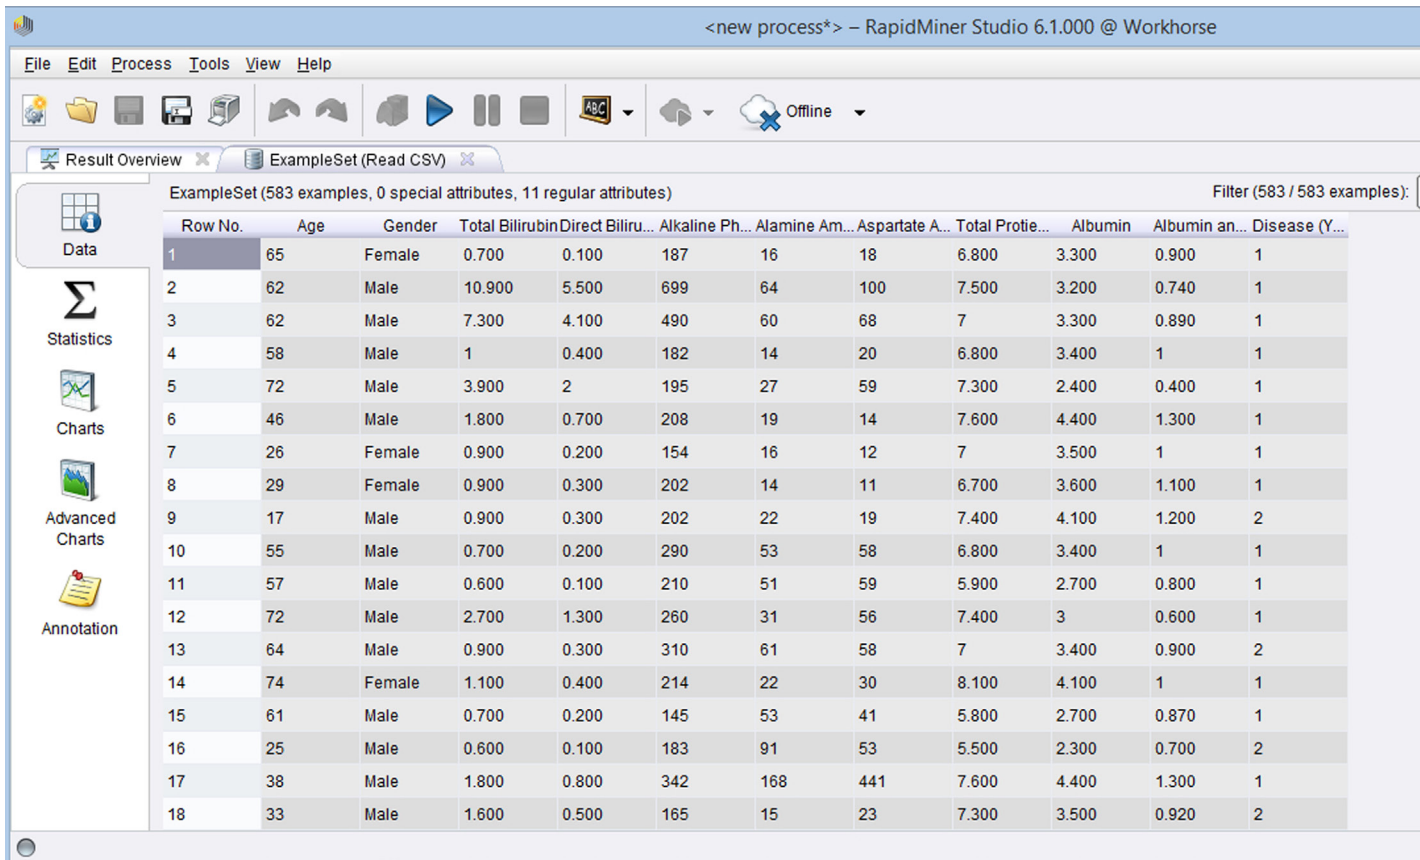 <new process*> – RapidMiner Studio 6.1.000 @ Workhorse
File Edit Process Tools View Help
ABC Offline
Result Overview ExampleSet (Read CSV)
ExampleSet (583 examples, 0 special attributes, 11 regular attributes) Filter (583 / 583 examples):
Data
Statistics
Charts
Advanced
Charts
Annotation
Row No. Age Gender Total Bilirubin Direct Biliru... Alkaline Ph... Alamine Am... Aspartate A... Total Protie... Albumin Albumin an... Disease (Y...
1 65 Female 0.700 0.100 187 16 18 6.800 3.300 0.900 1
2 62 Male 10.900 5.500 699 64 100 7.500 3.200 0.740 1
3 62 Male 7.300 4.100 490 60 68 7 3.300 0.890 1
4 58 Male 1 0.400 182 14 20 6.800 3.400 1 1
5 72 Male 3.900 2 195 27 59 7.300 2.400 0.400 1
6 46 Male 1.800 0.700 208 19 14 7.600 4.400 1.300 1
7 26 Female 0.900 0.200 154 16 12 7 3.500 1 1
8 29 Female 0.900 0.300 202 14 11 6.700 3.600 1.100 1
9 17 Male 0.900 0.300 202 22 19 7.400 4.100 1.200 2
10 55 Male 0.700 0.200 290 53 58 6.800 3.400 1 1
11 57 Male 0.600 0.100 210 51 59 5.900 2.700 0.800 1
12 72 Male 2.700 1.300 260 31 56 7.400 3 0.600 1
13 64 Male 0.900 0.300 310 61 58 7 3.400 0.900 2
14 74 Female 1.100 0.400 214 22 30 8.100 4.100 1 1
15 61 Male 0.700 0.200 145 53 41 5.800 2.700 0.870 1
16 25 Male 0.600 0.100 183 91 53 5.500 2.300 0.700 2
17 38 Male 1.800 0.800 342 168 441 7.600 4.400 1.300 1
18 33 Male 1.600 0.500 165 15 23 7.300 3.500 0.920 2